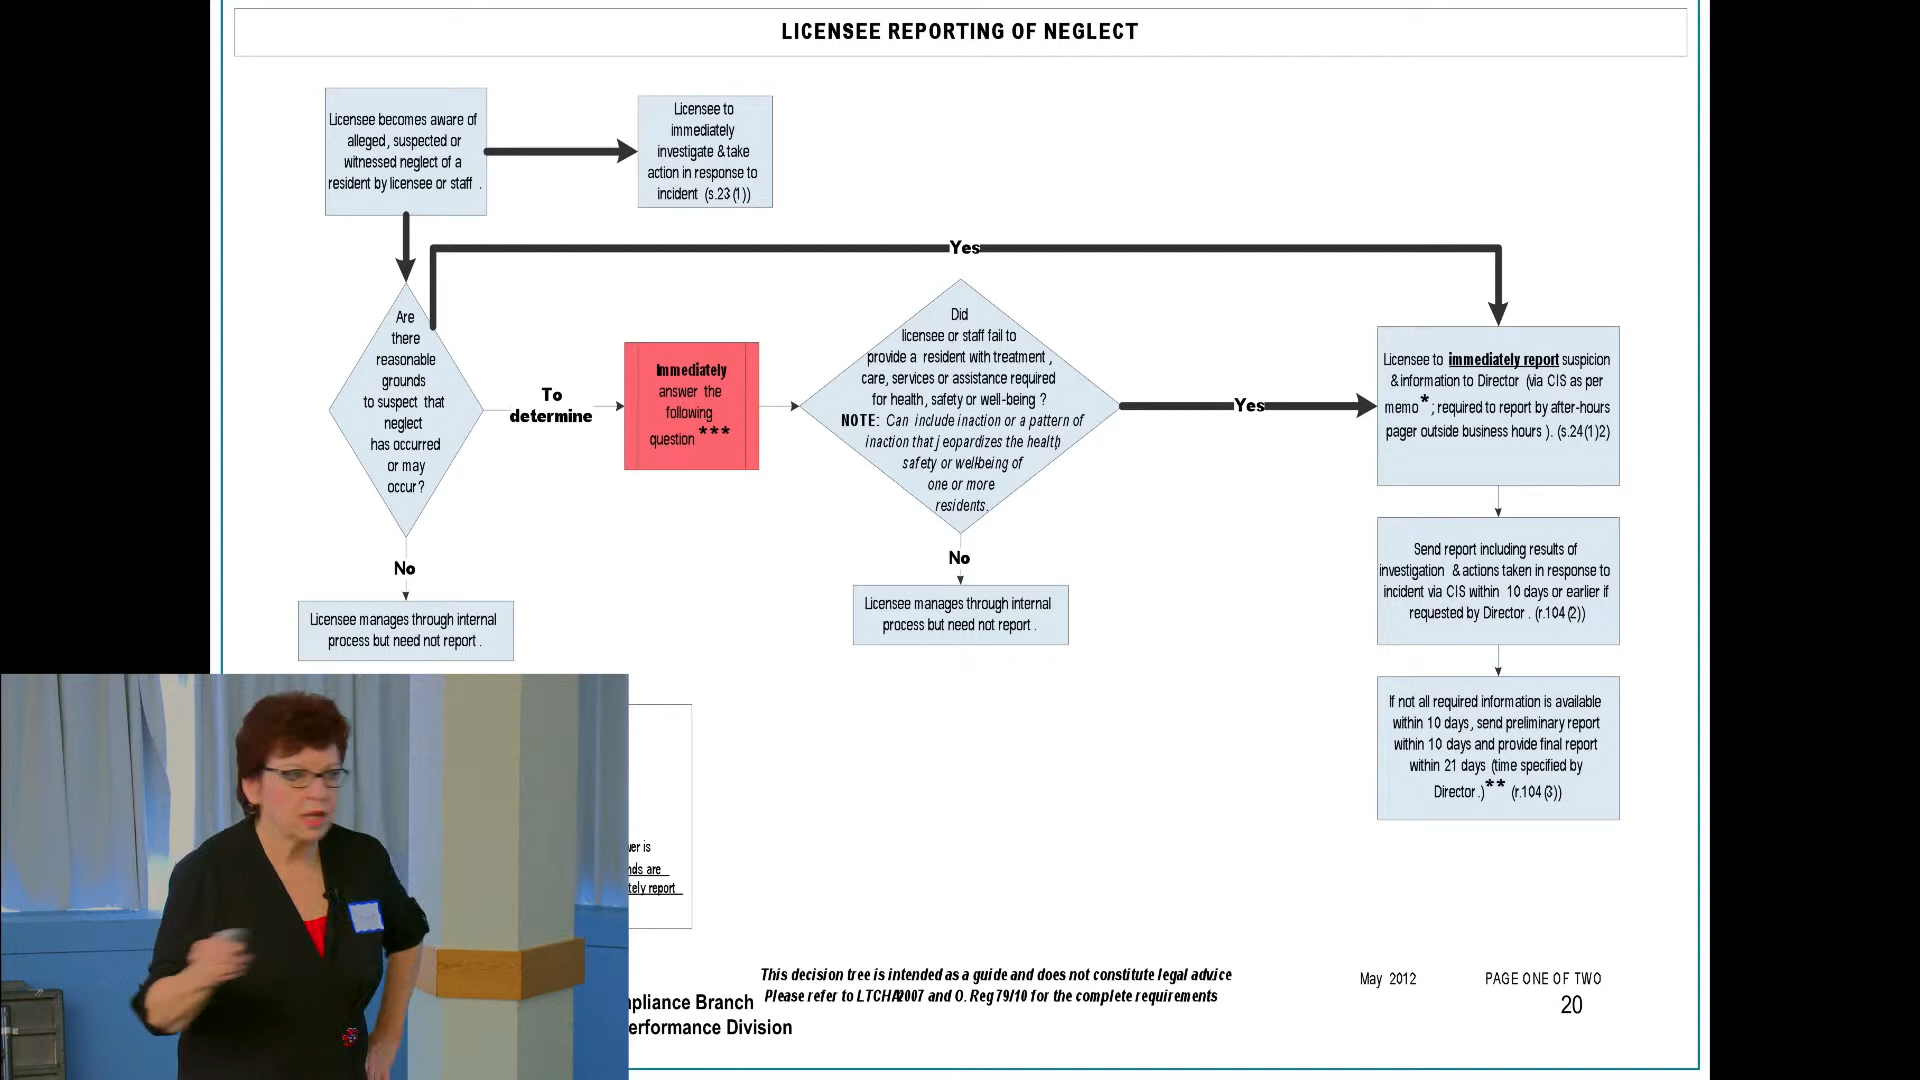 LICENSEE REPORTING OF NEGLECT
Licensee becomes aware of
alleged, suspected or
witnessed neglect of a
resident by licensee or staff .
Licensee to
immediately
investigate & take
action in response to
incident (s.23 (1))
Yes
Are
there
reasonable
grounds
to suspect that
neglect
has occurred
or may
occur ?
To
determine
Immediately
answer the
following
question ***
Did
licensee or staff fail to
provide a resident with treatment ,
care, services or assistance required
for health, safety or well-being ?
NOTE: Can include inaction or a pattern of
inaction that jeopardizes the health,
safety or wellbeing of
one or more
residents.
Yes
Licensee to immediately report suspicion
& information to Director (via CIS as per
memo* ; required to report by after-hours
pager outside business hours ). (s.24 (1)2)
No
Licensee manages through internal
process but need not report .
No
Licensee manages through internal
process but need not report .
Send report including results of
investigation & actions taken in response to
incident via CIS within 10 days or earlier if
requested by Director . (r.104 (2))
If not all required information is available
within 10 days, send preliminary report
within 10 days and provide final report
within 21 days (time specified by
Director .)** (r.104 (3))
er is
nds are
tely report
This decision tree is intended as a guide and does not constitute legal advice
Please refer to LTCHA 2007 and O. Reg 79/10 for the complete requirements
May 2012
PAGE ONE OF TWO
20
pliance Branch
erformance Division